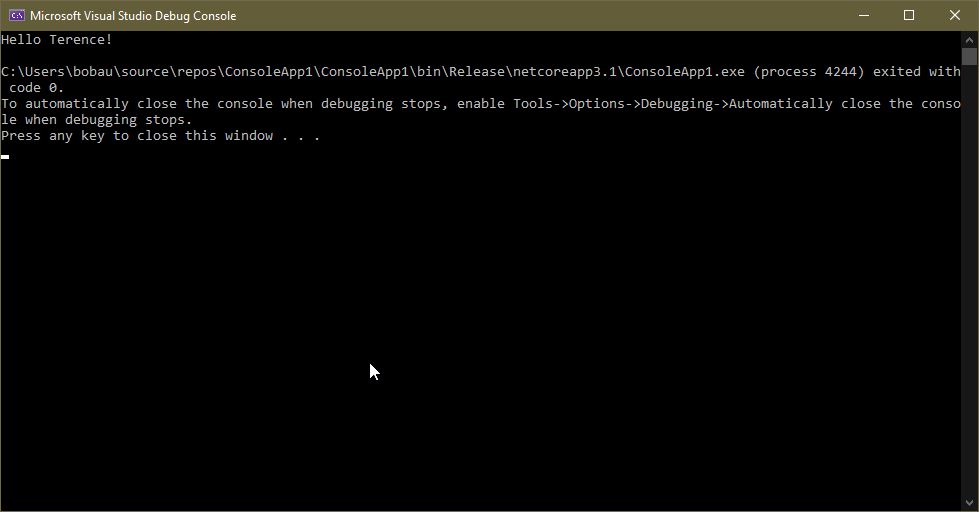 Microsoft Visual Studio Debug Console
Hello Terence!
C:\Users\bobau\source\repos\ConsoleApp1\ConsoleApp1\bin\Release\netcoreapp3.1\ConsoleApp1.exe (process 4244) exited with
code 0.
To automatically close the console when debugging stops, enable Tools->Options->Debugging->Automatically close the conso
le when debugging stops.
Press any key to close this window . . .